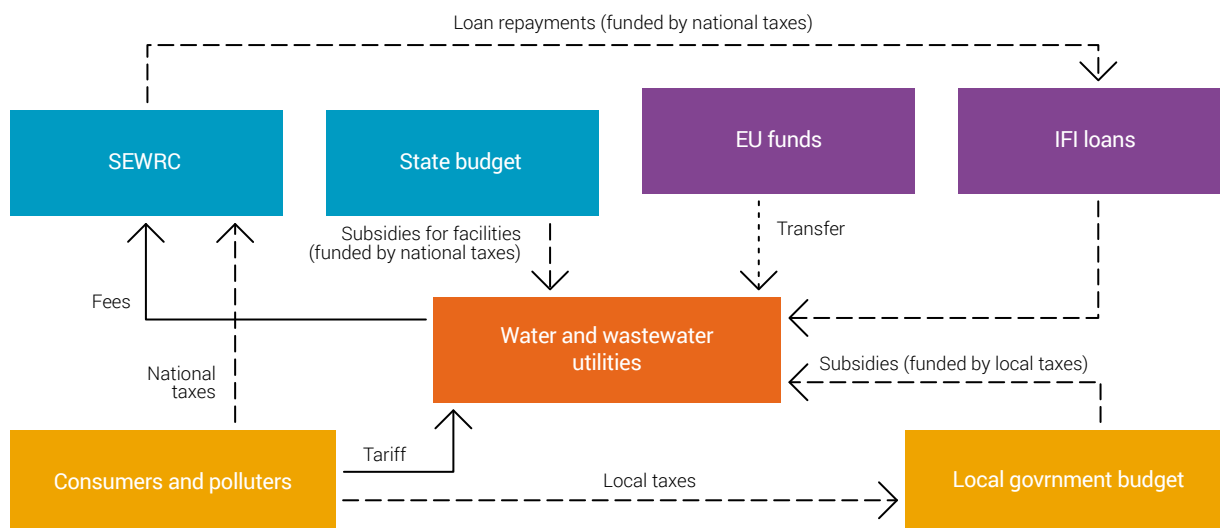 Loan repayments (funded by national taxes)
SEWRC
State budget
EU funds
IFI loans
Subsidies for facilities
(funded by national taxes)
Transfer
Fees
Water and wastewater
utilities
National
taxes
Subsidies (funded by local taxes)
Consumers and polluters
Tariff
Local taxes
Local govrnment budget